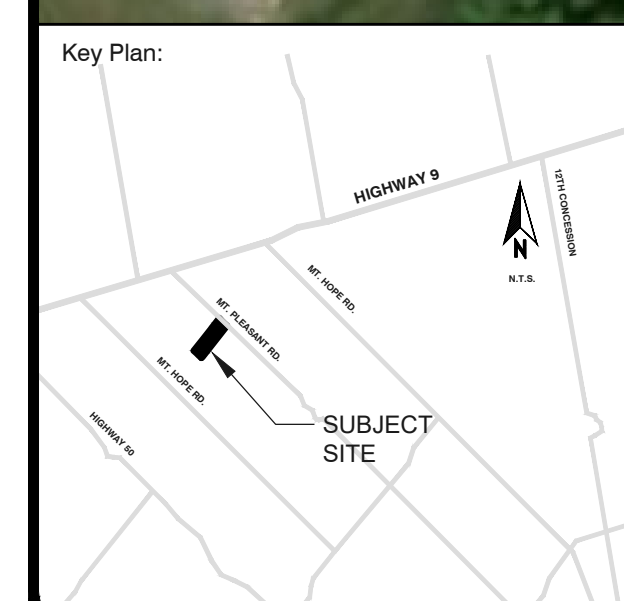 Key Plan:
HIGHWAY 9
12TH CONCESSION
N
N.T.S.
MT. HOPE RD.
MT. PLEASANT RD.
MT. HOPE RD.
HIGHWAY 50
SUBJECT
SITE